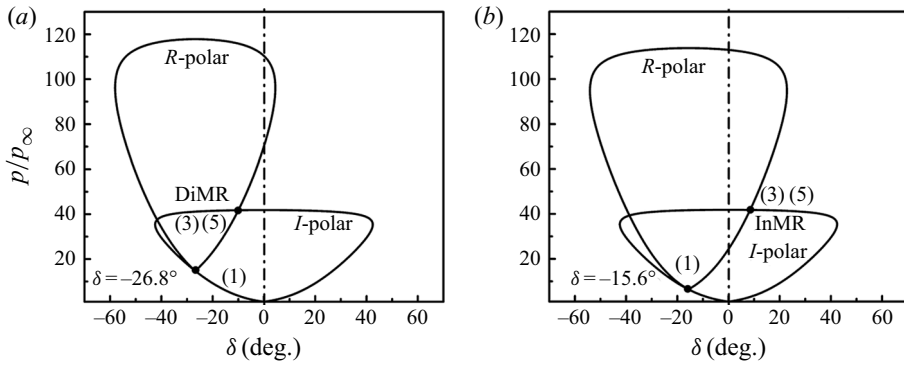 (a)
120
100
80
60
40
20
p/p∞
R-polar
DiMR
(3) (5)
I-polar
(1)
δ = −26.8°
−60 −40 −20 0 20 40 60
δ (deg.)
(b)
120
100
80
60
40
20
R-polar
(3) (5)
InMR
I-polar
(1)
δ = −15.6°
−60 −40 −20 0 20 40 60
δ (deg.)